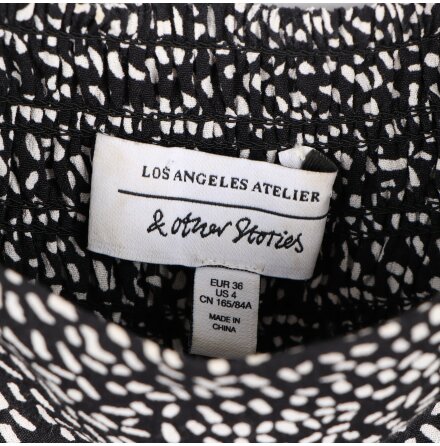 LOS ANGELES ATELIER
& other Stories
EUR 36
US 4
CN 165/84A
MADE IN
CHINA